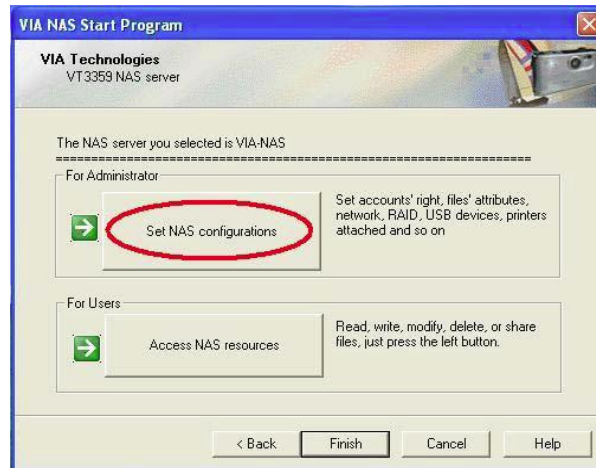 VIA NAS Start Program
VIA Technologies
VT3359 NAS server
The NAS server you selected is VIA-NAS
==================================================================
For Administrator
Set NAS configurations
Set accounts' right, files' attributes,
network, RAID, USB devices, printers
attached and so on
For Users
Access NAS resources
Read, write, modify, delete, or share
files, just press the left button.
< Back
Finish
Cancel
Help